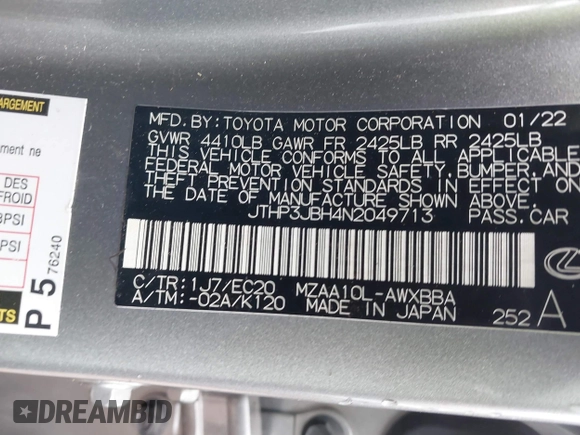 ARGEMENT
ment ne
DES
FROID
PSI
PSI
TS
P 5 76240
MFD. BY: TOYOTA MOTOR CORPORATION 01/22
GVWR 4410LB GAWR FR 2425LB RR 2425LB
THIS VEHICLE CONFORMS TO ALL APPLICABLE
FEDERAL MOTOR VEHICLE SAFETY, BUMPER, AND
THEFT PREVENTION STANDARDS IN EFFECT ON
THE DATE OF MANUFACTURE SHOWN ABOVE.
JTHP3JBH4N2049713 PASS. CAR
C/TR: 1J7/EC20 MZAA10L-AWXBBA
A/TM: -02A/K120 MADE IN JAPAN 252 A
DREAMBID